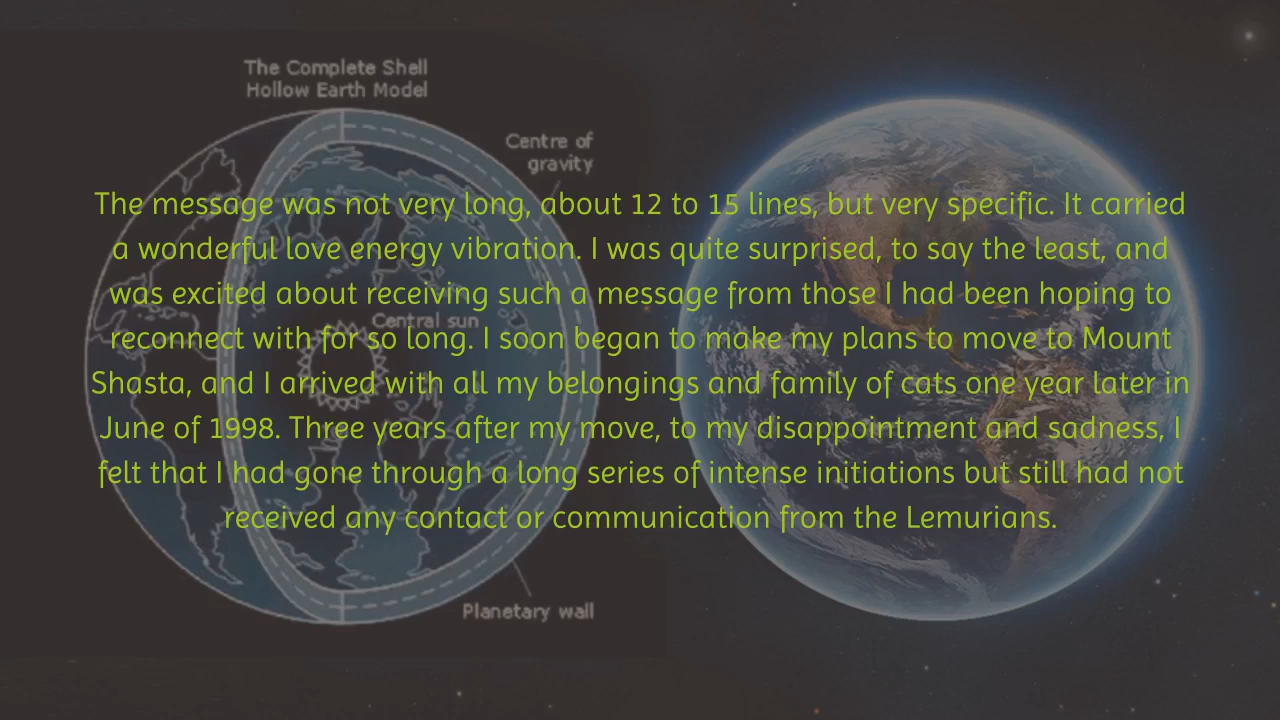 The Complete Shell
Hollow Earth Model
Centre of
gravity
The message was not very long, about 12 to 15 lines, but very specific. It carried
a wonderful love energy vibration. I was quite surprised, to say the least, and
was excited about receiving such a message from those I had been hoping to
Central sun
reconnect with for so long. I soon began to make my plans to move to Mount
Shasta, and I arrived with all my belongings and family of cats one year later in
June of 1998. Three years after my move, to my disappointment and sadness, I
felt that I had gone through a long series of intense initiations but still had not
received any contact or communication from the Lemurians.
Planetary wall